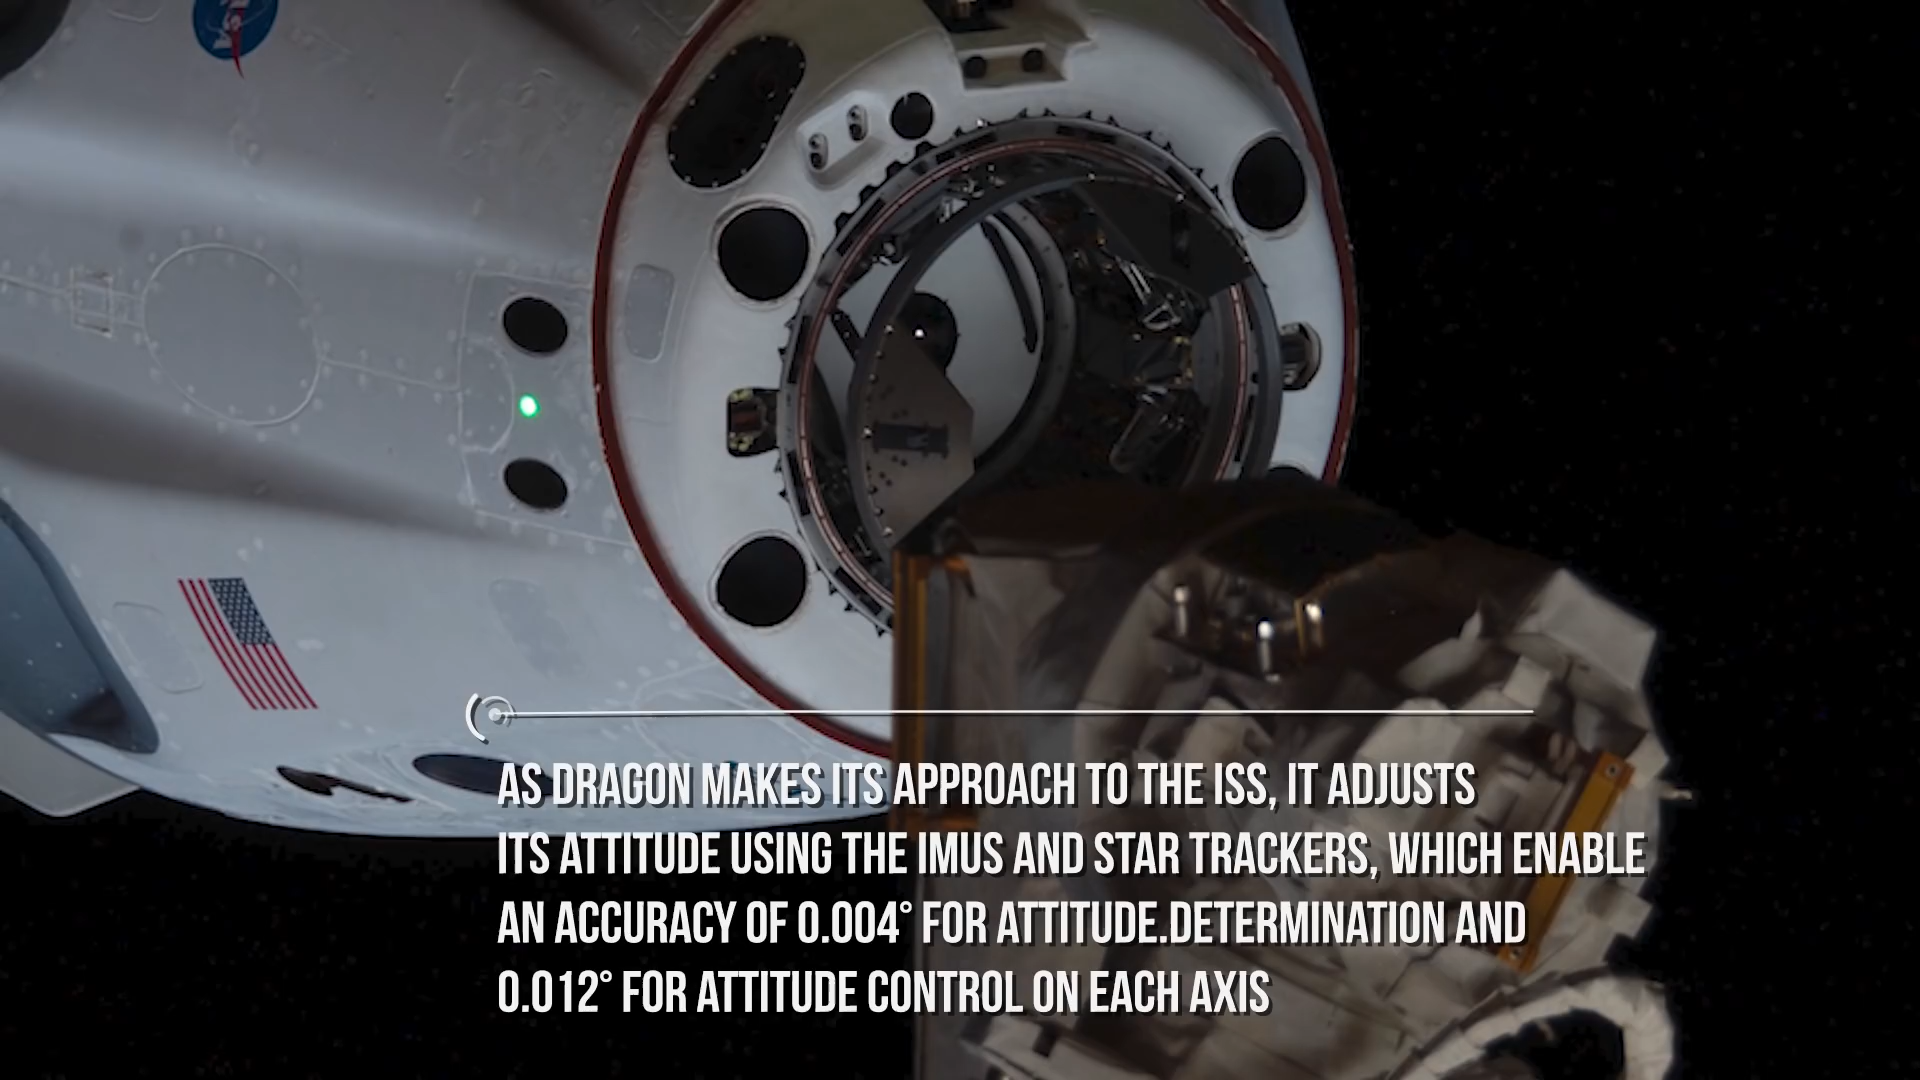 AS DRAGON MAKES ITS APPROACH TO THE ISS, IT ADJUSTS
ITS ATTITUDE USING THE IMUS AND STAR TRACKERS, WHICH ENABLE
AN ACCURACY OF 0.004° FOR ATTITUDE.DETERMINATION AND
0.012° FOR ATTITUDE CONTROL ON EACH AXIS